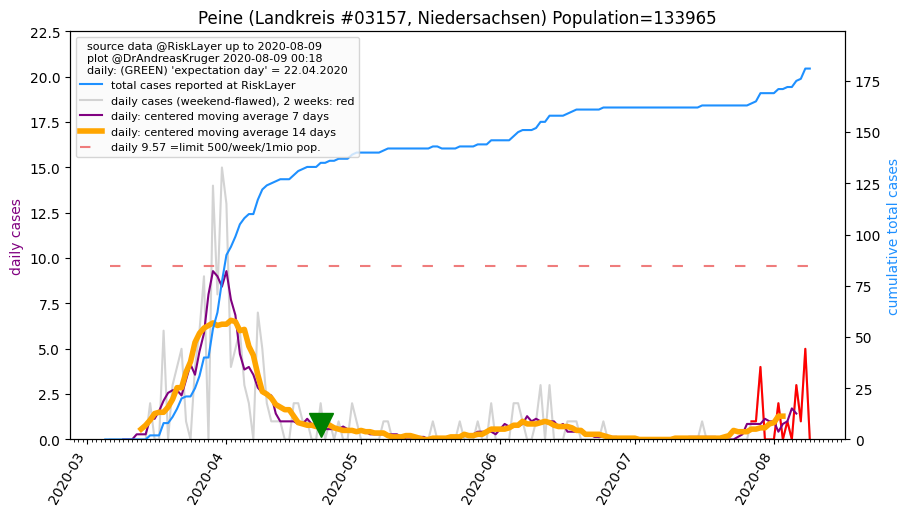 Peine (Landkreis #03157, Niedersachsen) Population=133965
source data @RiskLayer up to 2020-08-09
plot @DrAndreasKruger 2020-08-09 00:18
daily: (GREEN) 'expectation day' = 22.04.2020
total cases reported at RiskLayer
daily cases (weekend-flawed), 2 weeks: red
daily: centered moving average 7 days
daily: centered moving average 14 days
daily 9.57 =limit 500/week/1mio pop.
daily cases
22.5
20.0
17.5
15.0
12.5
10.0
7.5
5.0
2.5
0.0
cumulative total cases
175
150
125
100
75
50
25
0
2020-03
2020-04
2020-05
2020-06
2020-07
2020-08